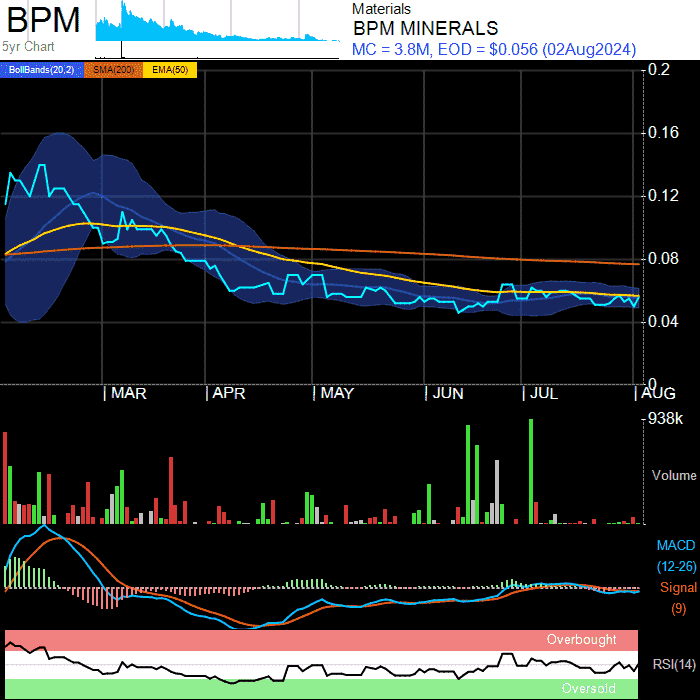 BPM
5yr Chart
Materials
BPM MINERALS
MC = 3.8M, EOD = $0.056 (02Aug2024)
BollBands(20,2) SMA(200) EMA(50)
0.2
0.16
0.12
0.08
0.04
0
MAR APR MAY JUN JUL AUG
938k
Volume
MACD
(12-26)
Signal
(9)
Overbought
RSI(14)
Oversold